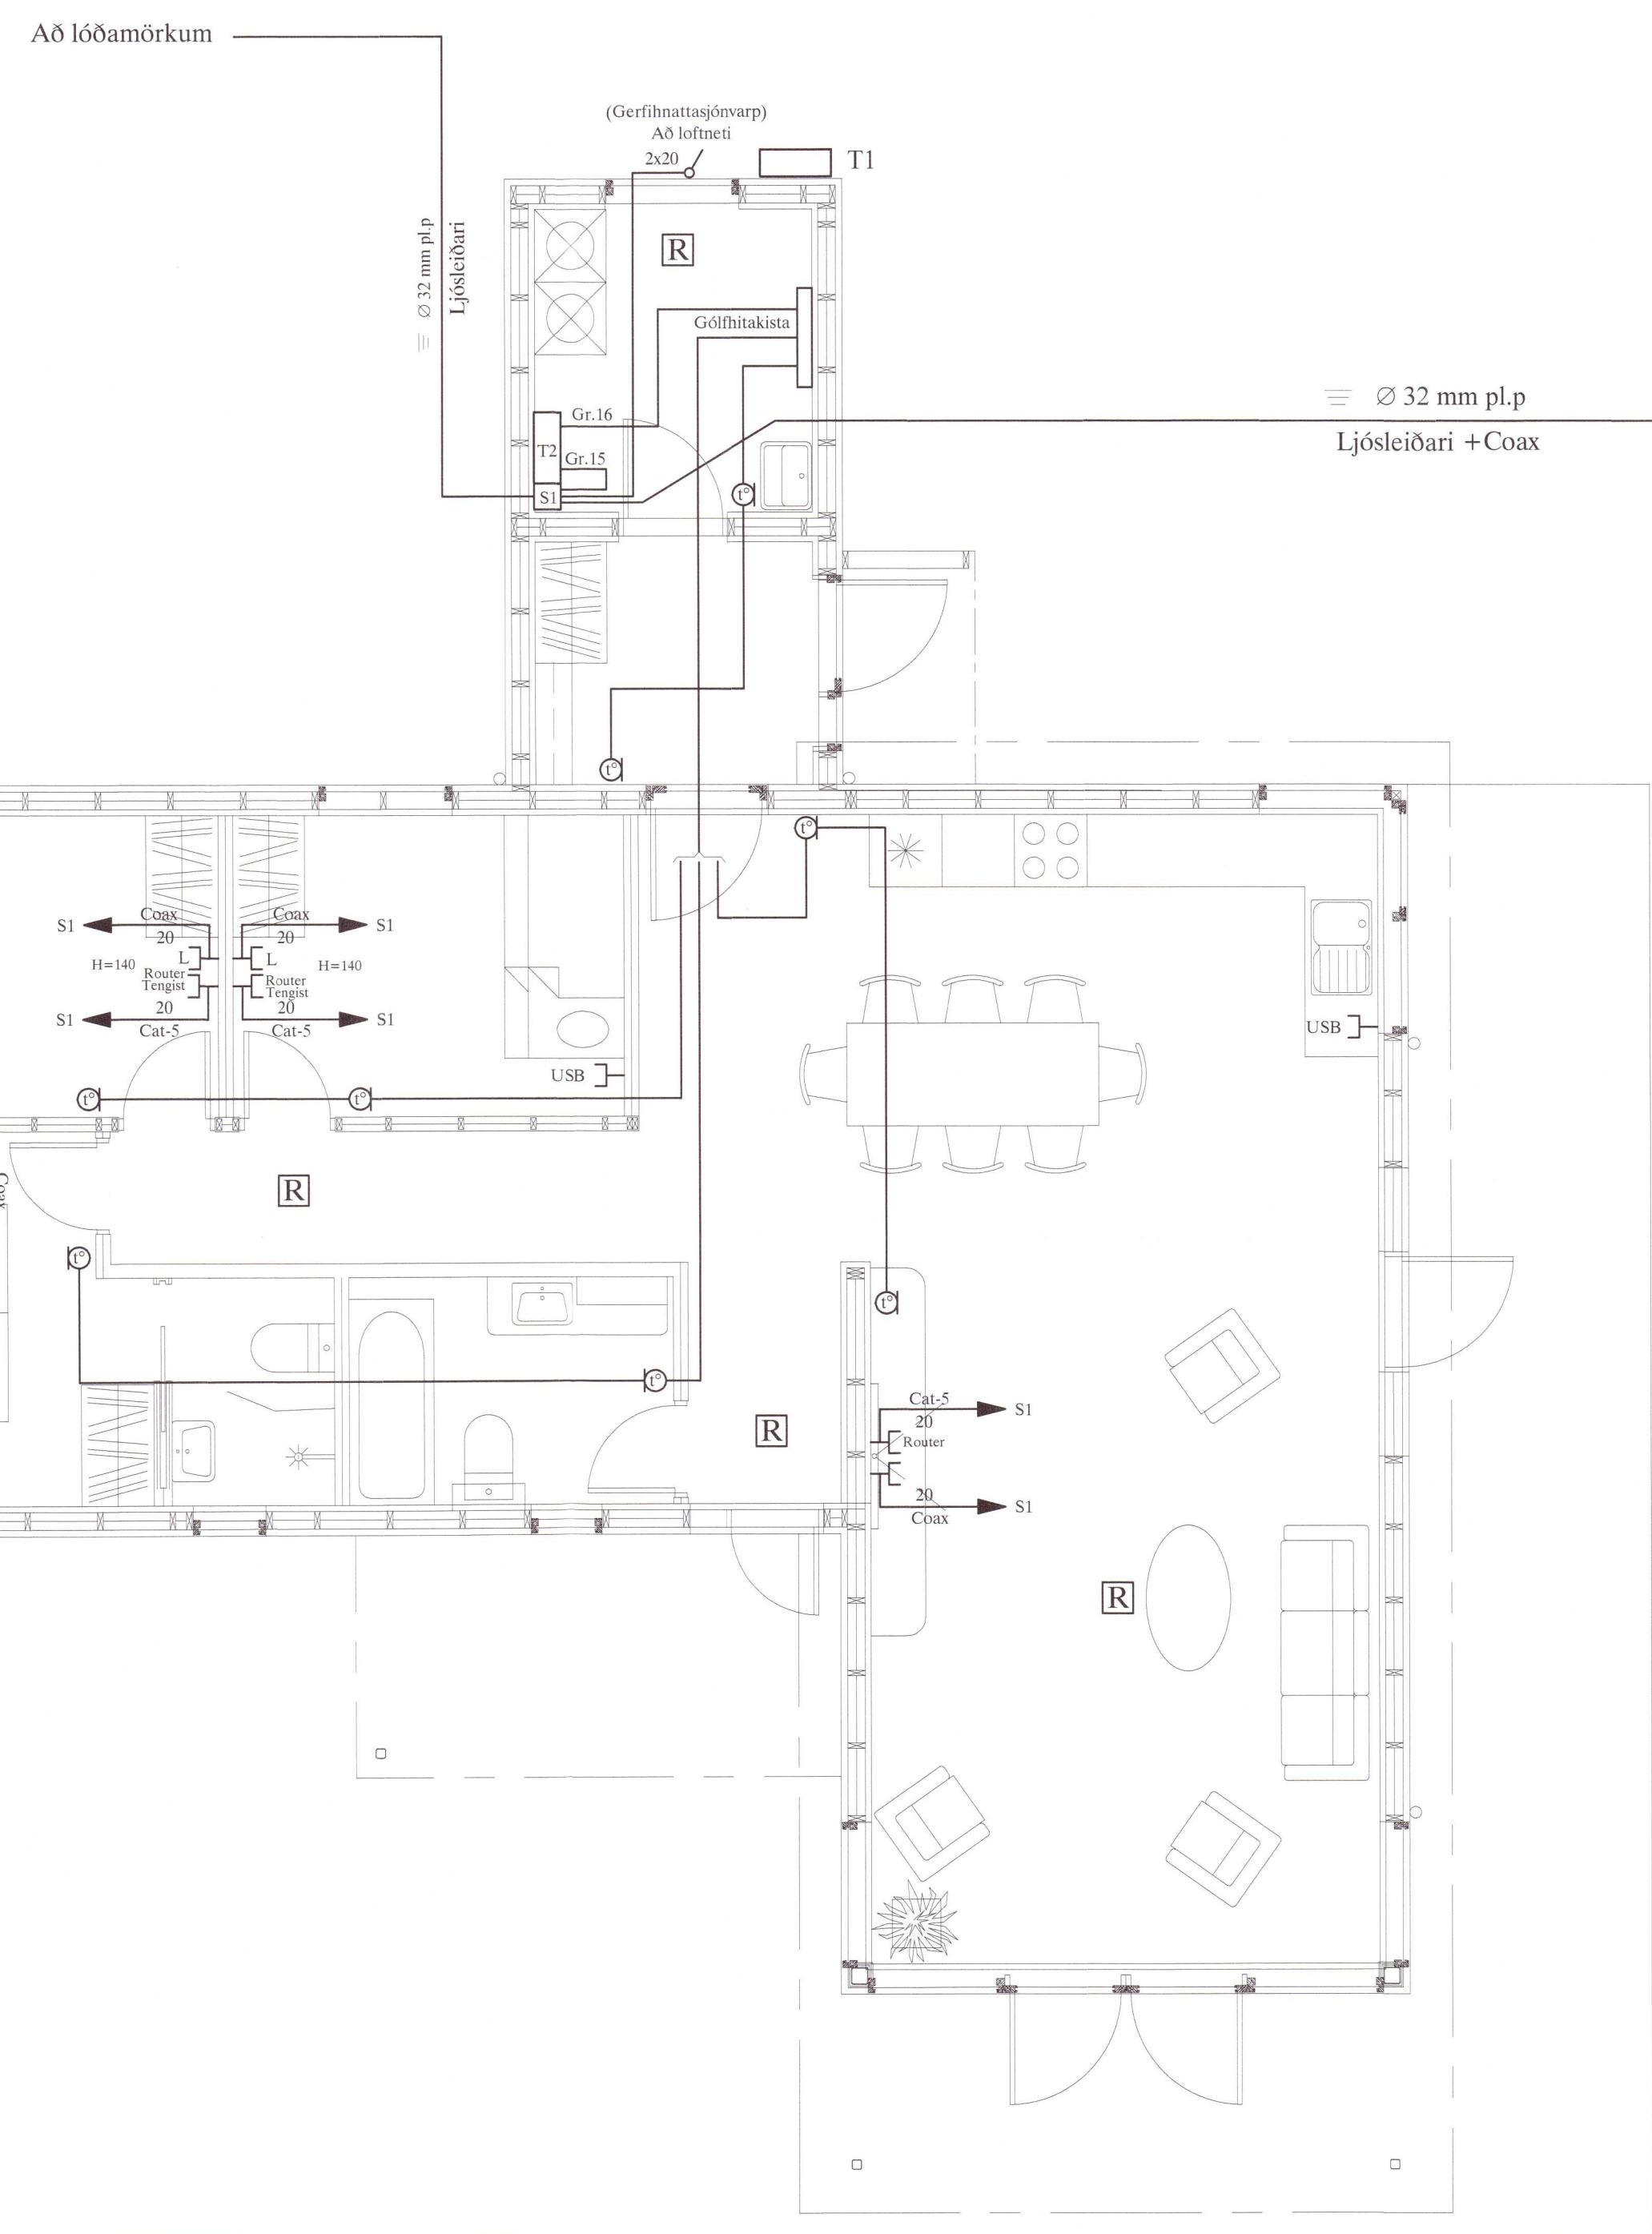 Að lóðamörkum
(Gerfihnattasjónvarp)
Að loftneti
2x20
T1
Ø 32 mm pl.p
Ljósleiðari
R
Gólfhitakista
Ø 32 mm pl.p
Ljósleiðari +Coax
Gr.16
T2
Gr.15
S1
t°
t°
t°
S1
Coax
20
Coax
20
S1
H=140
L
L
H=140
Router
Tengist
Router
Tengist
S1
20
Cat-5
20
Cat-5
S1
USB
USB
t°
t°
Coax
R
t°
t°
t°
R
Cat-5
20
S1
Router
20
Coax
S1
R